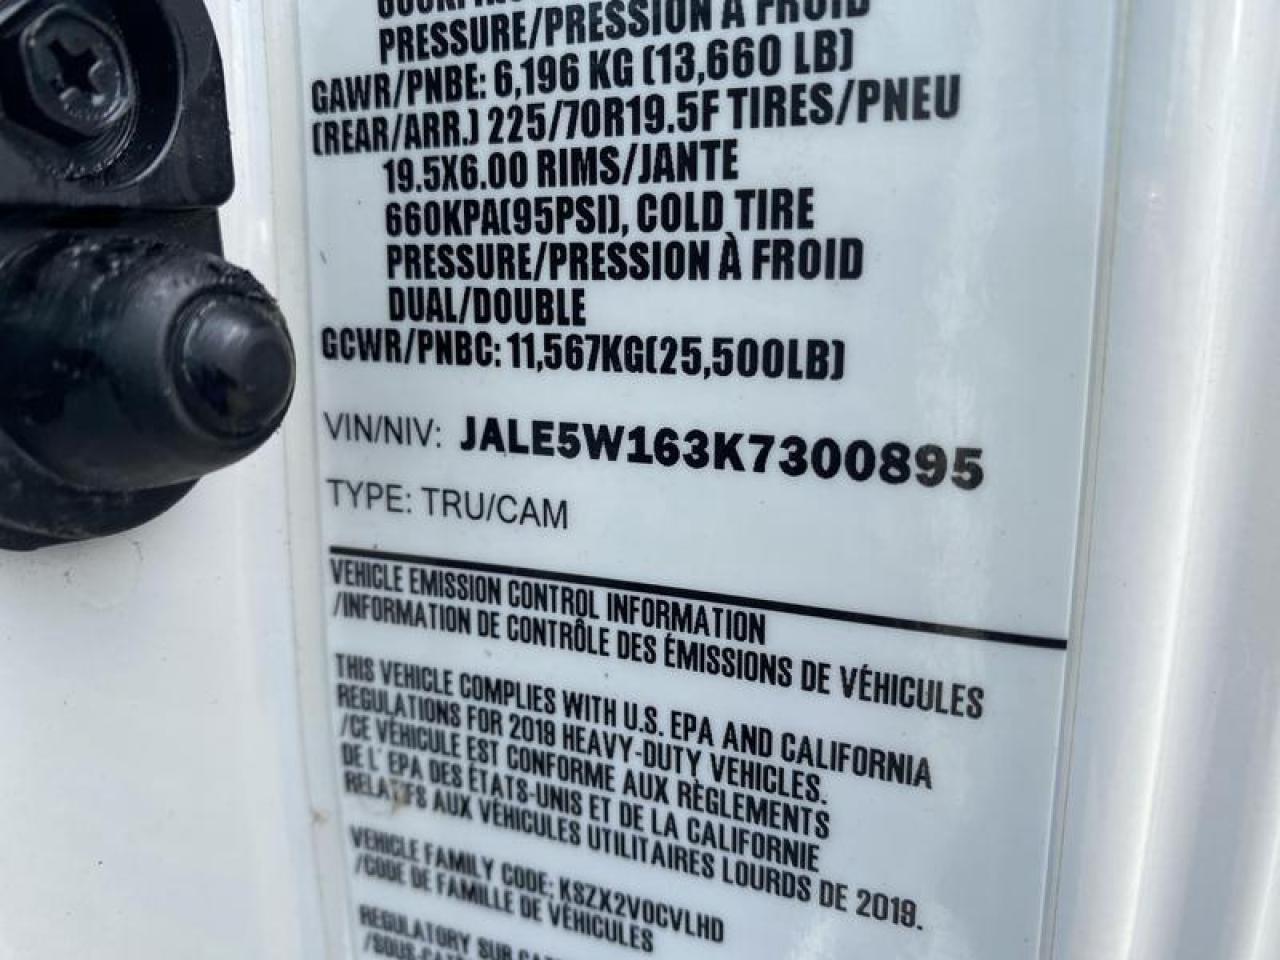 PRESSURE/PRESSION À FROID
GAWR/PNBE: 6,196 KG (13,660 LB)
(REAR/ARR.) 225/70R19.5F TIRES/PNEU
19.5X6.00 RIMS/JANTE
660KPA(95PSI), COLD TIRE
PRESSURE/PRESSION À FROID
DUAL/DOUBLE
GCWR/PNBC: 11,567KG(25,500LB)
VIN/NIV: JALE5W163K7300895
TYPE: TRU/CAM
VEHICLE EMISSION CONTROL INFORMATION
/INFORMATION DE CONTRÔLE DES ÉMISSIONS DE VÉHICULES
THIS VEHICLE COMPLIES WITH U.S. EPA AND CALIFORNIA
REGULATIONS FOR 2019 HEAVY-DUTY VEHICLES.
/CE VÉHICULE EST CONFORME AUX RÈGLEMENTS
DE L' EPA DES ÉTATS-UNIS ET DE LA CALIFORNIE
RELATIFS AUX VÉHICULES UTILITAIRES LOURDS DE 2019.
VEHICLE FAMILY CODE: KSZX2VOCVLHD
/CODE DE FAMILLE DE VÉHICULES
REGULATORY SUB